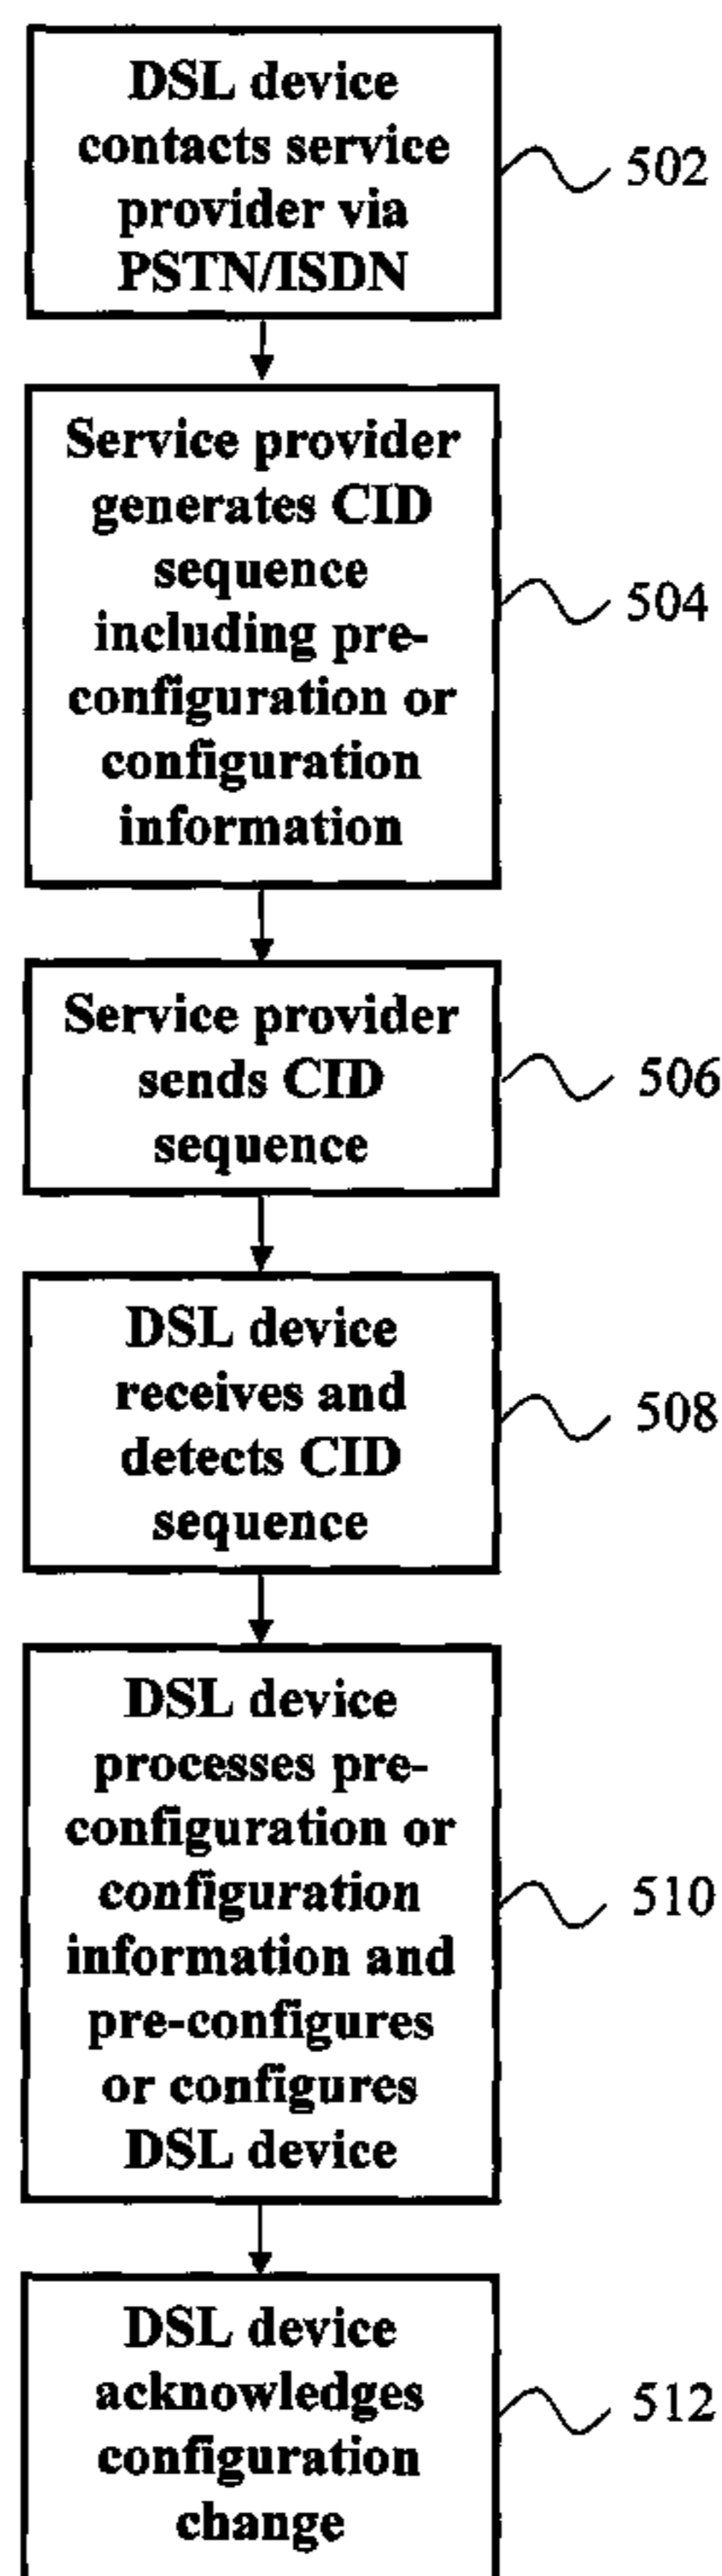 DSL device
contacts service
provider via
PSTN/ISDN
502
Service provider
generates CID
sequence
including pre-
configuration or
configuration
information
504
Service provider
sends CID
sequence
506
DSL device
receives and
detects CID
sequence
508
DSL device
processes pre-
configuration or
configuration
information and
pre-configures
or configures
DSL device
510
DSL device
acknowledges
configuration
change
512